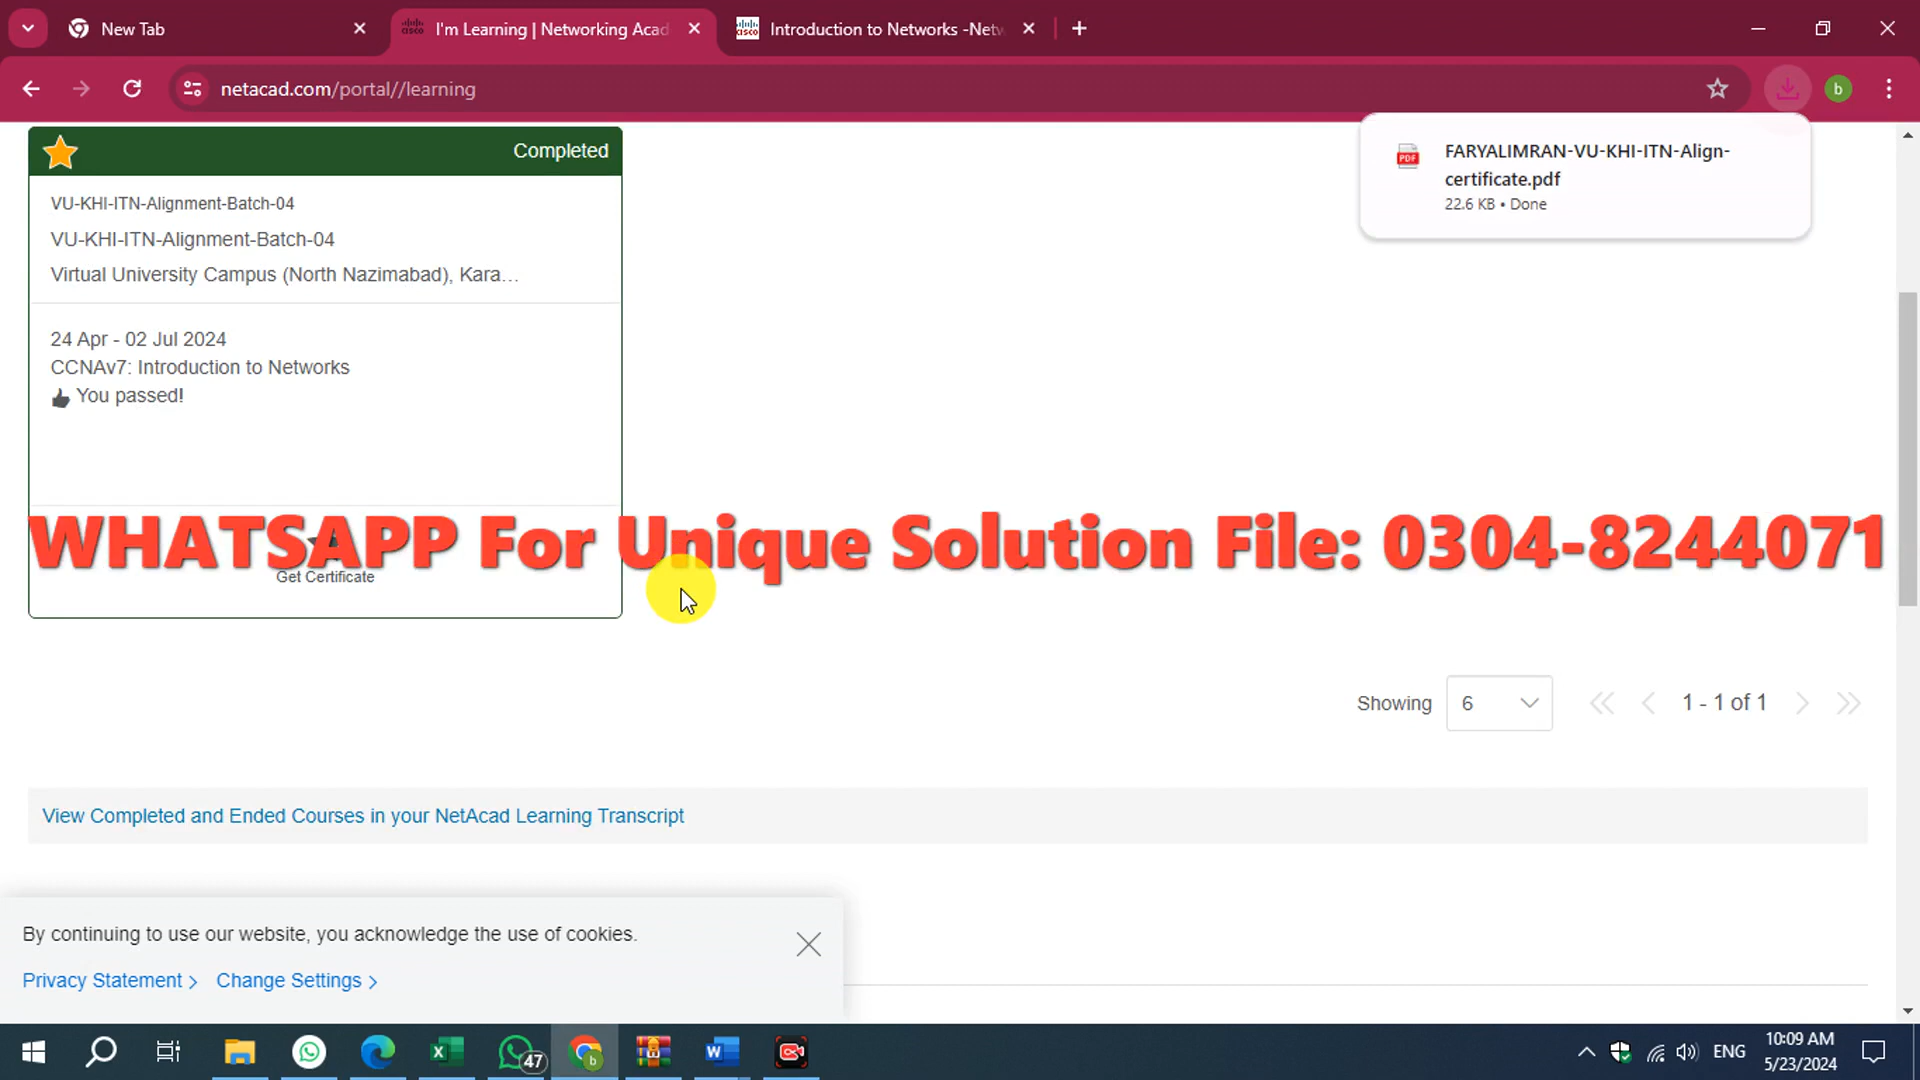 New Tab
I'm Learning | Networking Acad
Introduction to Networks -Netw
netacad.com/portal//learning
b
FARYALIMRAN-VU-KHI-ITN-Align-
certificate.pdf
22.6 KB • Done
PDF
Completed
VU-KHI-ITN-Alignment-Batch-04
VU-KHI-ITN-Alignment-Batch-04
Virtual University Campus (North Nazimabad), Kara...
24 Apr - 02 Jul 2024
CCNAv7: Introduction to Networks
You passed!
WHATSAPP For Unique Solution File: 0304-8244071
Get Certificate
Showing 6 1 - 1 of 1
View Completed and Ended Courses in your NetAcad Learning Transcript
By continuing to use our website, you acknowledge the use of cookies.
Privacy Statement > Change Settings >
47
ENG
10:09 AM
5/23/2024